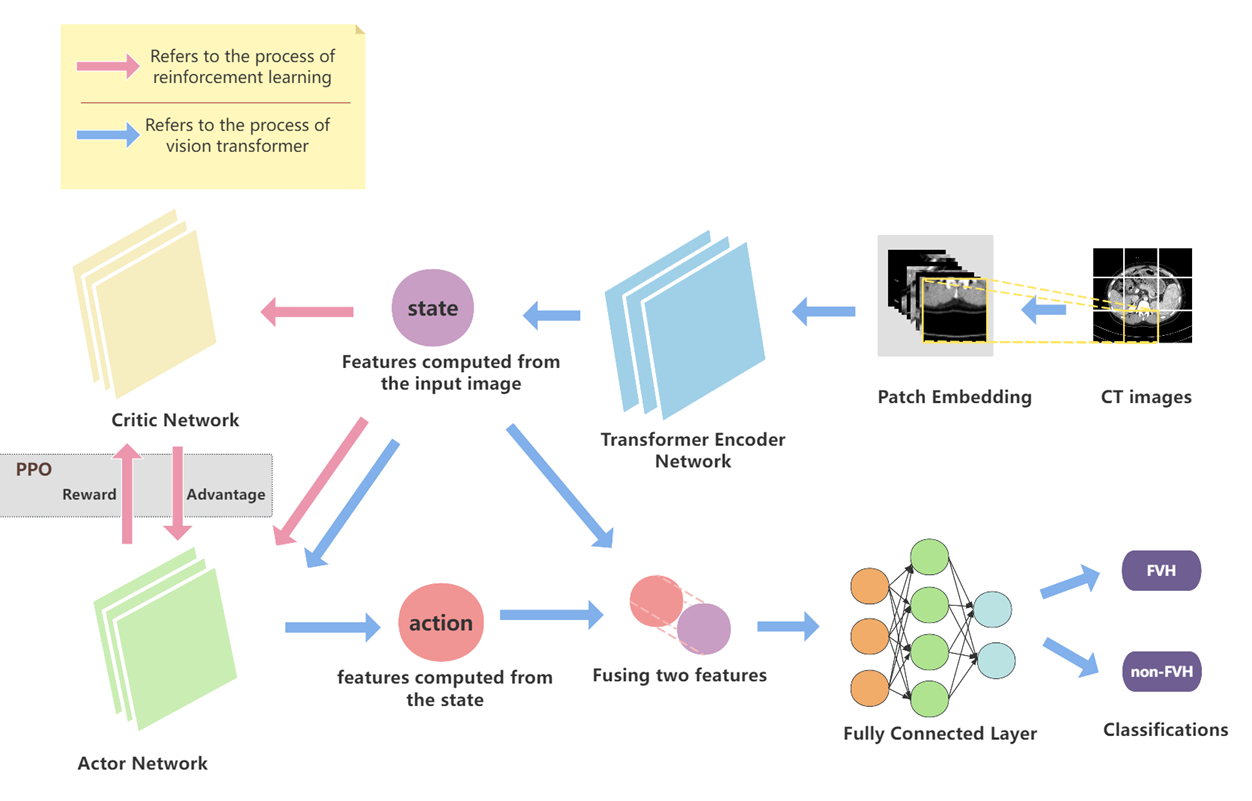 Refers to the process of
reinforcement learning
Refers to the process of
vision transformer
state
Features computed from
the input image
Critic Network
Transformer Encoder
Network
Patch Embedding
CT images
PPO
Reward
Advantage
action
features computed from
the state
Fusing two features
FVH
non-FVH
Fully Connected Layer
Classifications
Actor Network